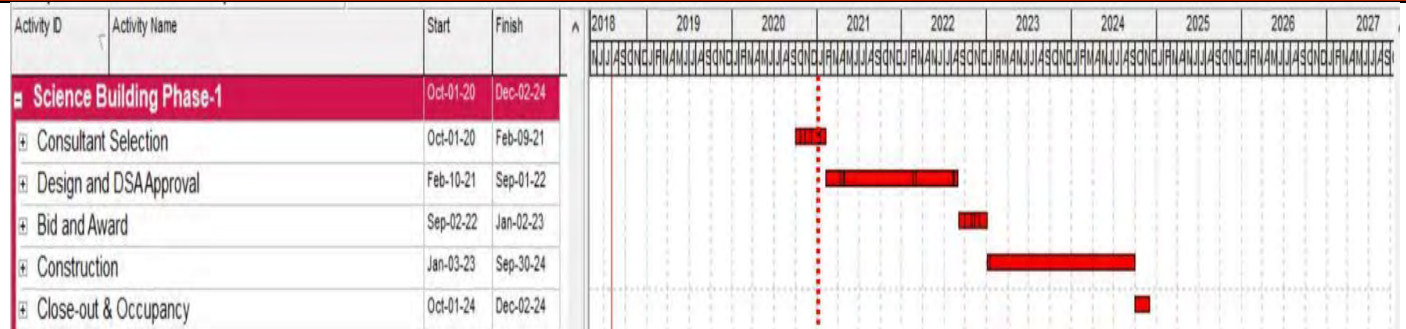 Activity ID Activity Name Start Finish 2018 2019 2020 2021 2022 2023 2024 2025 2026 2027
Science Building Phase-1 Oct-01-20 Dec-02-24
Consultant Selection Oct-01-20 Feb-09-21
Design and DSA Approval Feb-10-21 Sep-01-22
Bid and Award Sep-02-22 Jan-02-23
Construction Jan-03-23 Sep-30-24
Close-out & Occupancy Oct-01-24 Dec-02-24